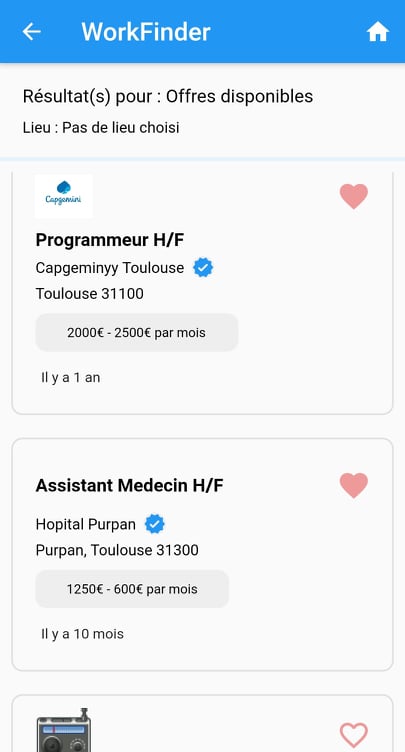 WorkFinder
Résultat(s) pour : Offres disponibles
Lieu : Pas de lieu choisi
Capgemini
Programmeur H/F
Capgeminyy Toulouse
Toulouse 31100
2000€ - 2500€ par mois
Il y a 1 an
Assistant Medecin H/F
Hopital Purpan
Purpan, Toulouse 31300
1250€ - 600€ par mois
Il y a 10 mois